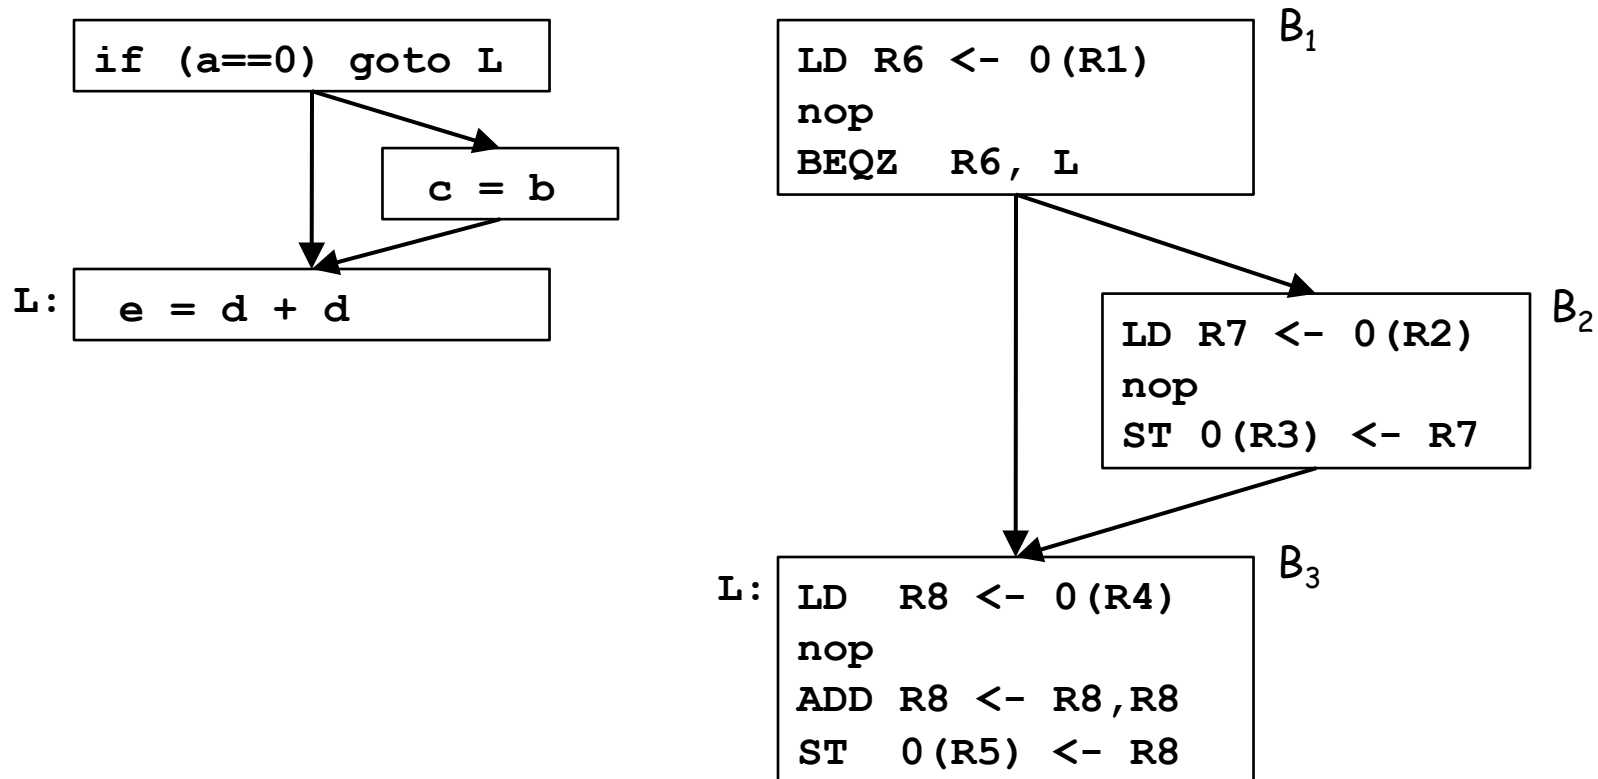 if (a==0) goto L
c = b
L:
e = d + d
B1
LD R6 <- 0(R1)
nop
BEQZ R6, L
B2
LD R7 <- 0(R2)
nop
ST 0(R3) <- R7
B3
L:
LD R8 <- 0(R4)
nop
ADD R8 <- R8,R8
ST 0(R5) <- R8